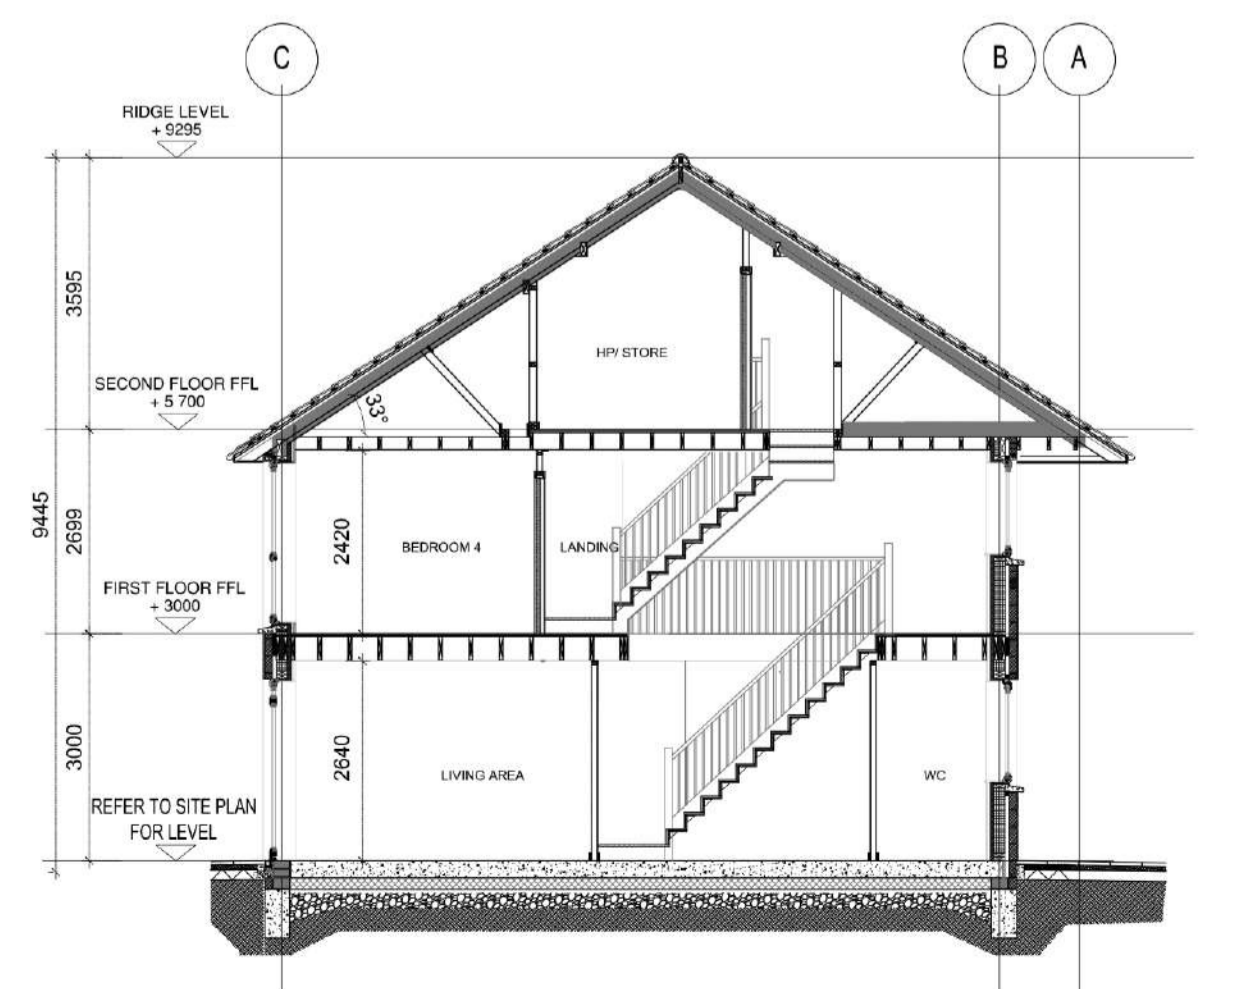 C
B
A
RIDGE LEVEL
+ 9295
3595
HP/ STORE
SECOND FLOOR FFL
+ 5 700
33°
9445
2699
2420
BEDROOM 4
LANDING
FIRST FLOOR FFL
+ 3000
3000
2640
LIVING AREA
WC
REFER TO SITE PLAN
FOR LEVEL